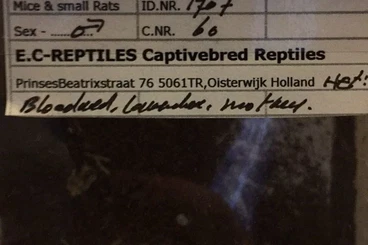 Mice & small Rats ID.NR. 1707
Sex - ......♂ C.NR. 60
E.C-REPTILES Captivebred Reptiles
PrinsesBeatrixstraat 76 5061TR,Oisterwijk Holland Het:
Bloodred, lavender, motley.